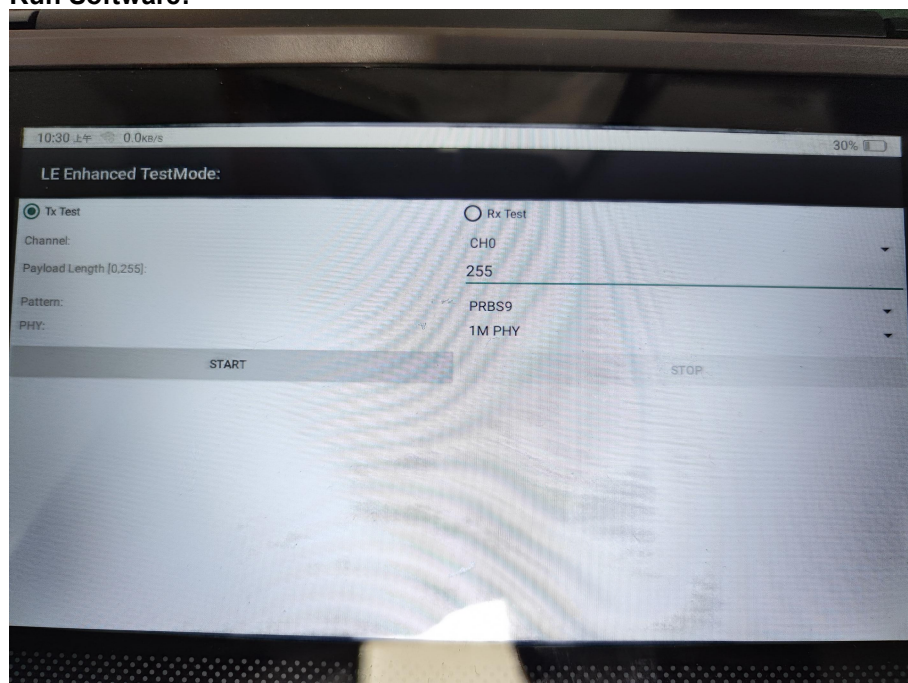 Run Software:
10:30 上午 0.0KB/s 30%
LE Enhanced TestMode:
Tx Test Rx Test
Channel: CH0
Payload Length [0,255]: 255
Pattern: PRBS9
PHY: 1M PHY
START STOP